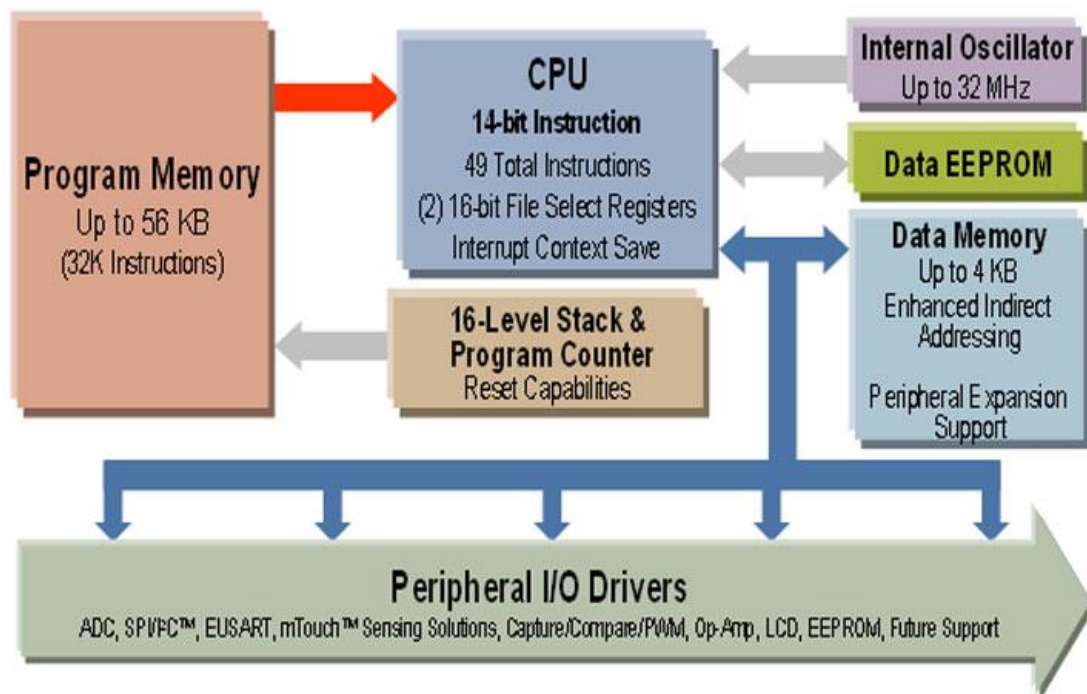 Program Memory
Up to 56 KB
(32K Instructions)
CPU
14-bit Instruction
49 Total Instructions
(2) 16-bit File Select Registers
Interrupt Context Save
16-Level Stack &
Program Counter
Reset Capabilities
Internal Oscillator
Up to 32 MHz
Data EEPROM
Data Memory
Up to 4 KB
Enhanced Indirect
Addressing
Peripheral Expansion
Support
Peripheral I/O Drivers
ADC, SPI/I²C™, EUSART, mTouch™ Sensing Solutions, Capture/Compare/PWM, Op-Amp, LCD, EEPROM, Future Support